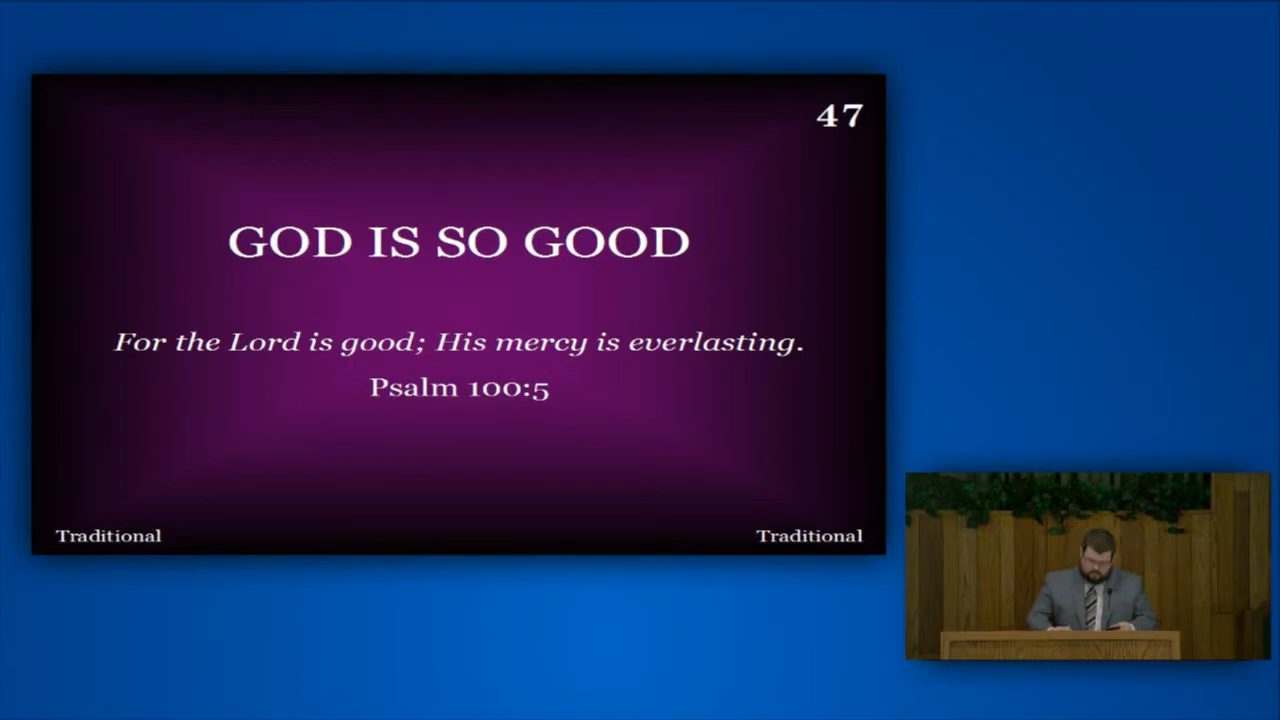 47
GOD IS SO GOOD
For the Lord is good; His mercy is everlasting.
Psalm 100:5
Traditional
Traditional